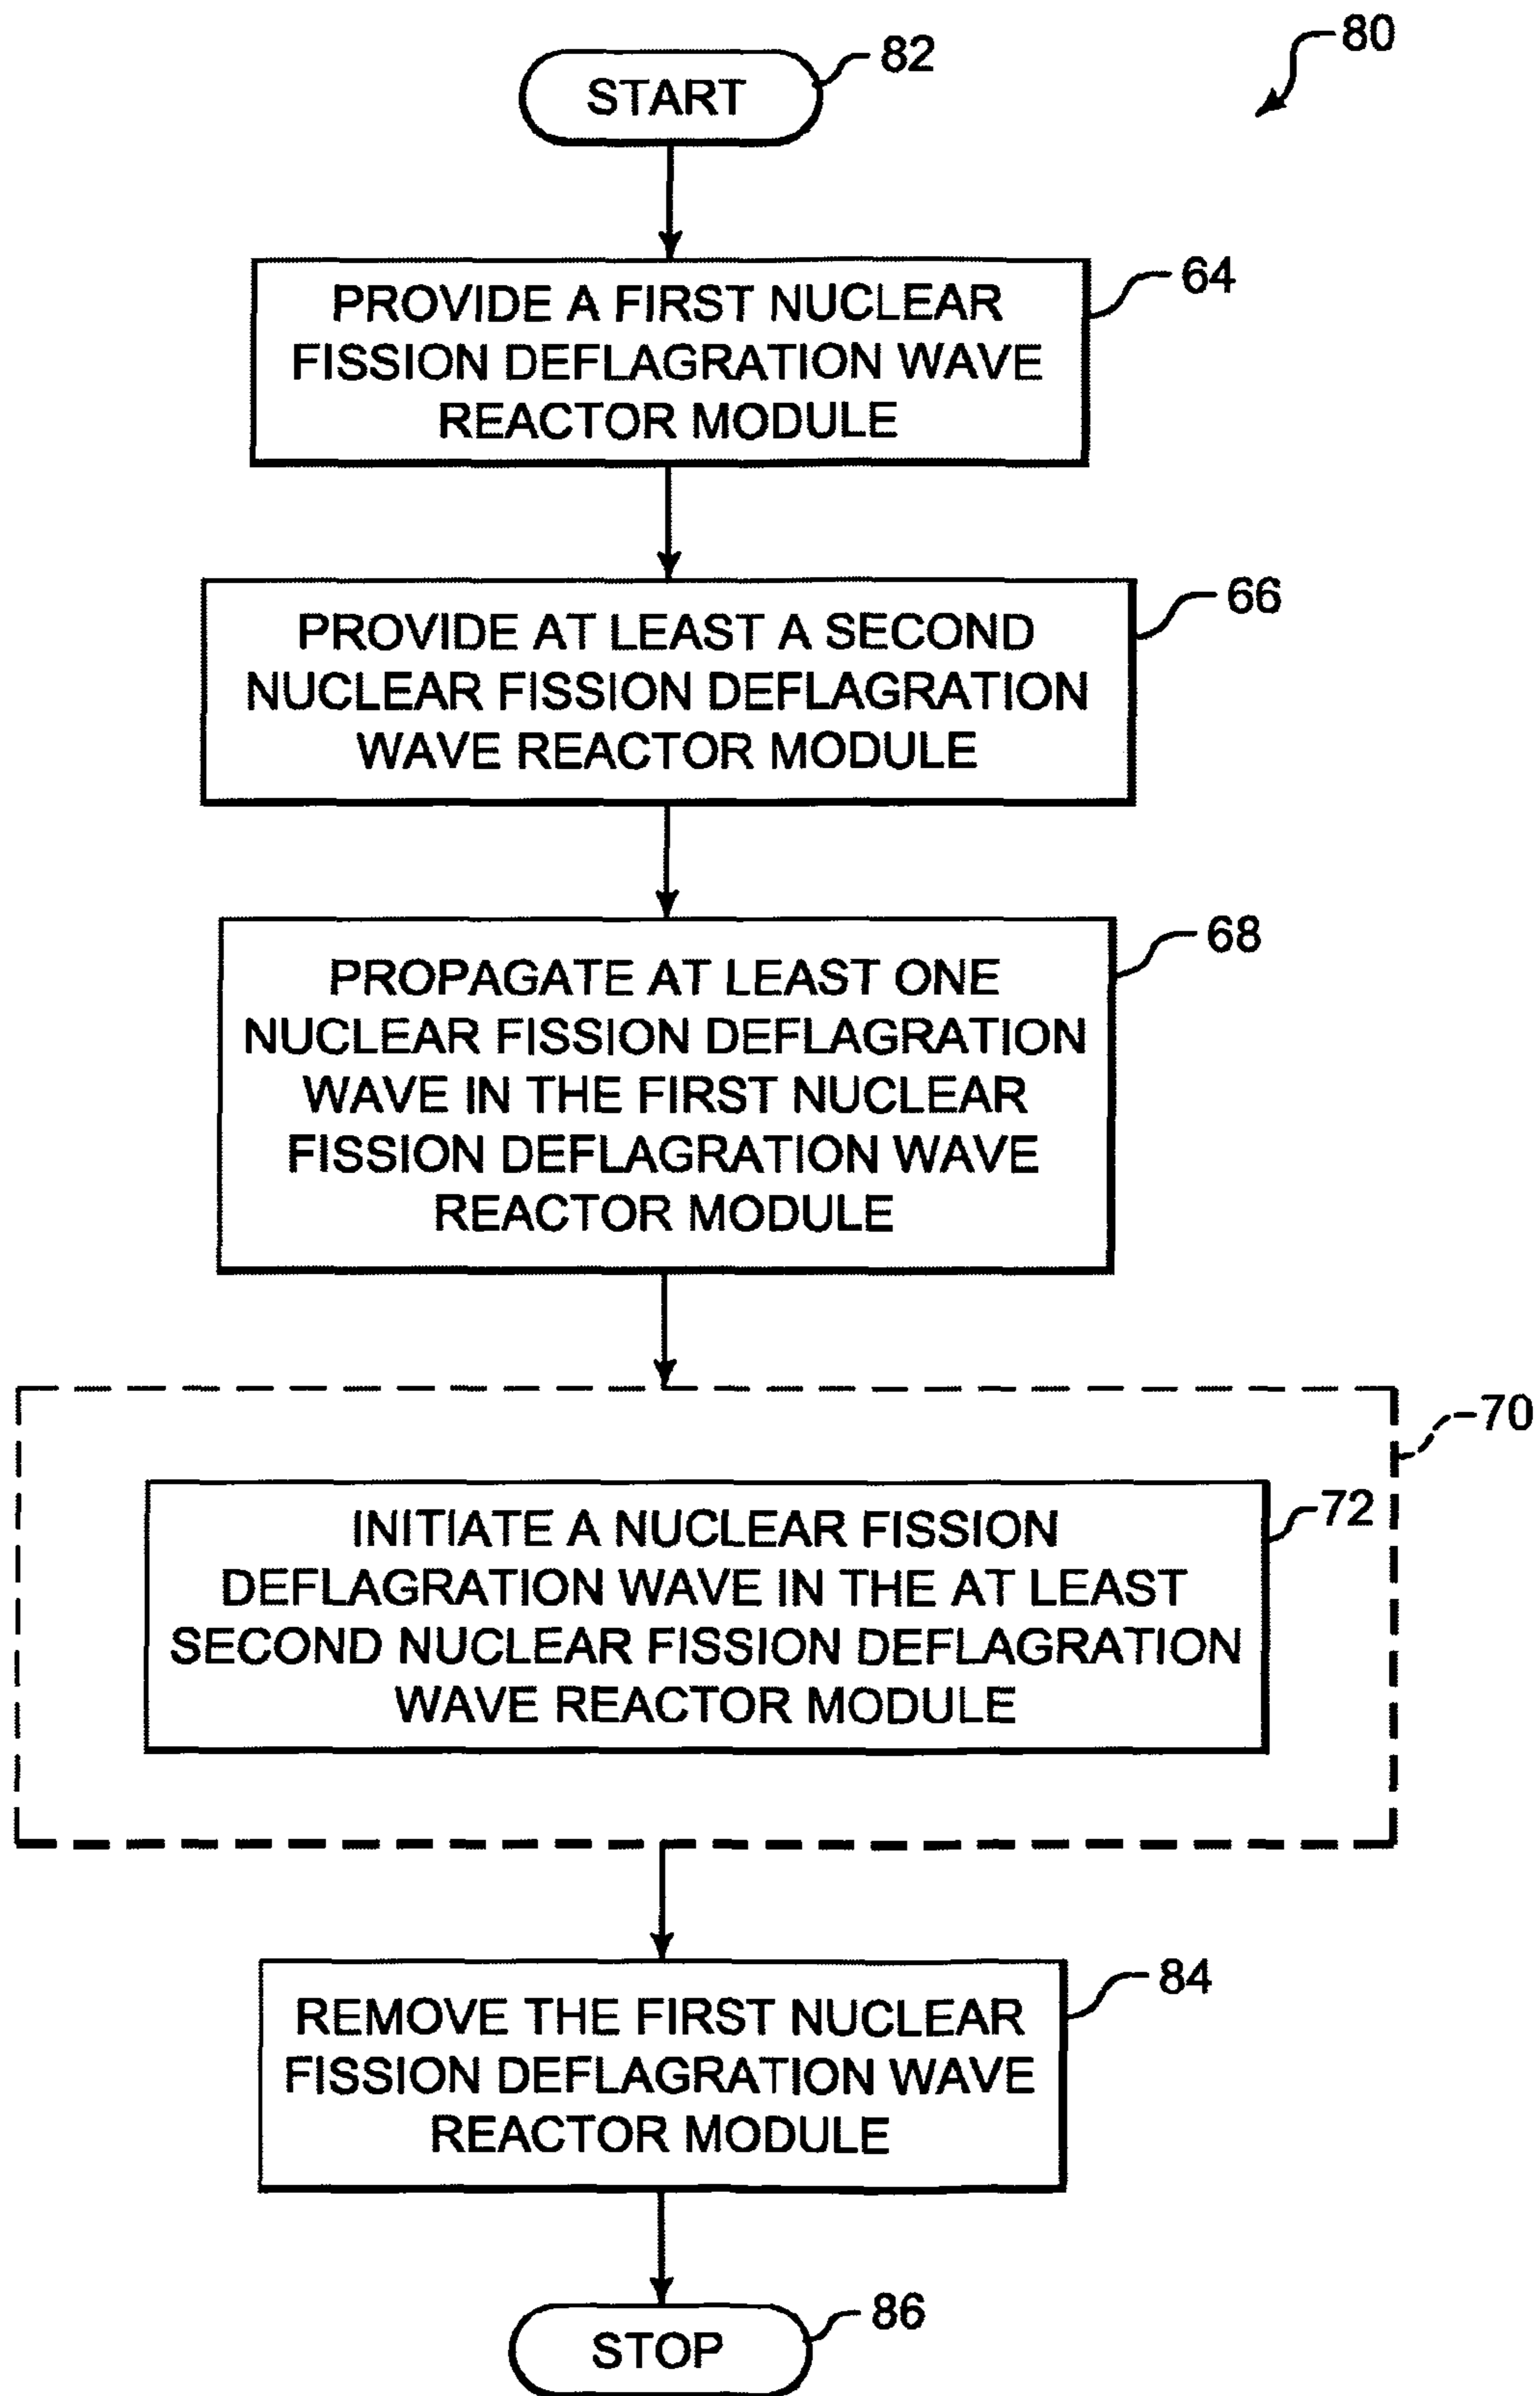 80
START
82
PROVIDE A FIRST NUCLEAR
FISSION DEFLAGRATION WAVE
REACTOR MODULE
64
PROVIDE AT LEAST A SECOND
NUCLEAR FISSION DEFLAGRATION
WAVE REACTOR MODULE
66
PROPAGATE AT LEAST ONE
NUCLEAR FISSION DEFLAGRATION
WAVE IN THE FIRST NUCLEAR
FISSION DEFLAGRATION WAVE
REACTOR MODULE
68
70
INITIATE A NUCLEAR FISSION
DEFLAGRATION WAVE IN THE AT LEAST
SECOND NUCLEAR FISSION DEFLAGRATION
WAVE REACTOR MODULE
72
REMOVE THE FIRST NUCLEAR
FISSION DEFLAGRATION WAVE
REACTOR MODULE
84
STOP
86